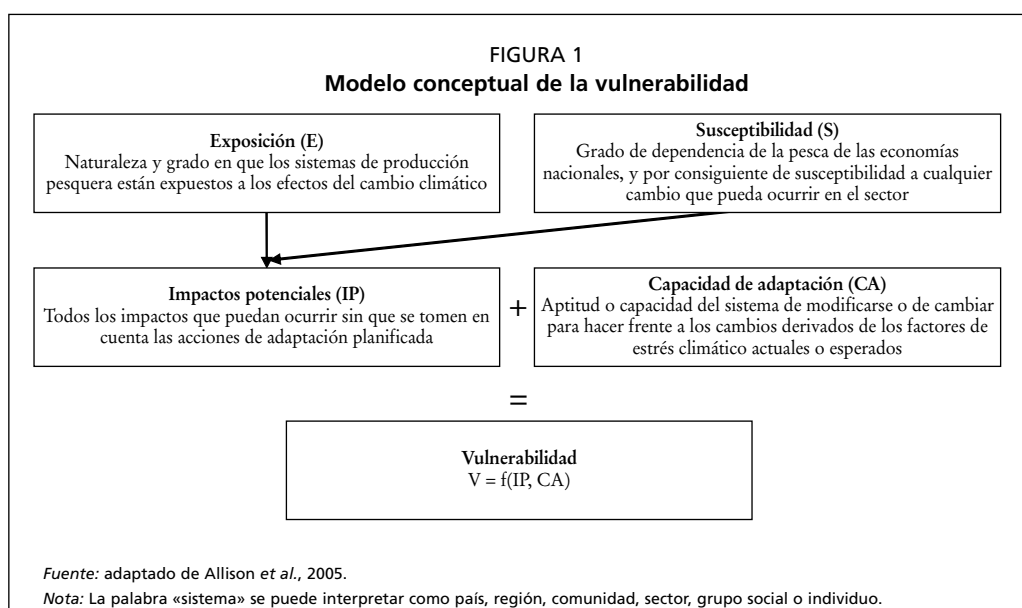 FIGURA 1
Modelo conceptual de la vulnerabilidad
Exposición (E)
Naturaleza y grado en que los sistemas de producción
pesquera están expuestos a los efectos del cambio climático
Susceptibilidad (S)
Grado de dependencia de la pesca de las economías
nacionales, y por consiguiente de susceptibilidad a cualquier
cambio que pueda ocurrir en el sector
Impactos potenciales (IP)
Todos los impactos que puedan ocurrir sin que se tomen en
cuenta las acciones de adaptación planificada
+
Capacidad de adaptación (CA)
Aptitud o capacidad del sistema de modificarse o de cambiar
para hacer frente a los cambios derivados de los factores de
estrés climático actuales o esperados
=
Vulnerabilidad
V = f(IP, CA)
Fuente: adaptado de Allison et al., 2005.
Nota: La palabra «sistema» se puede interpretar como país, región, comunidad, sector, grupo social o individuo.